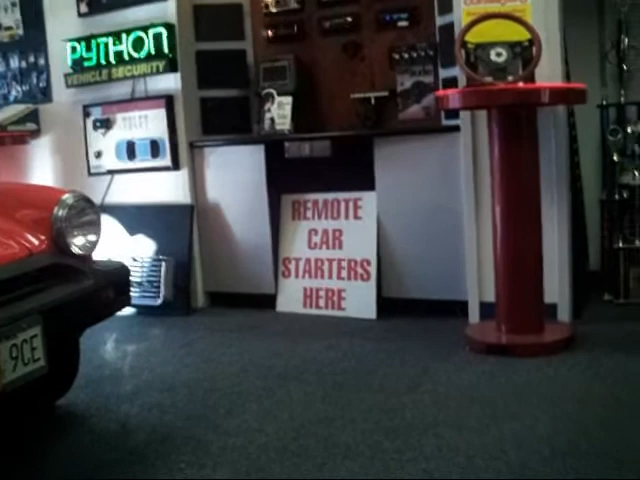 PYTHON
VEHICLE SECURITY
REMOTE
CAR
STARTERS
HERE
9CE